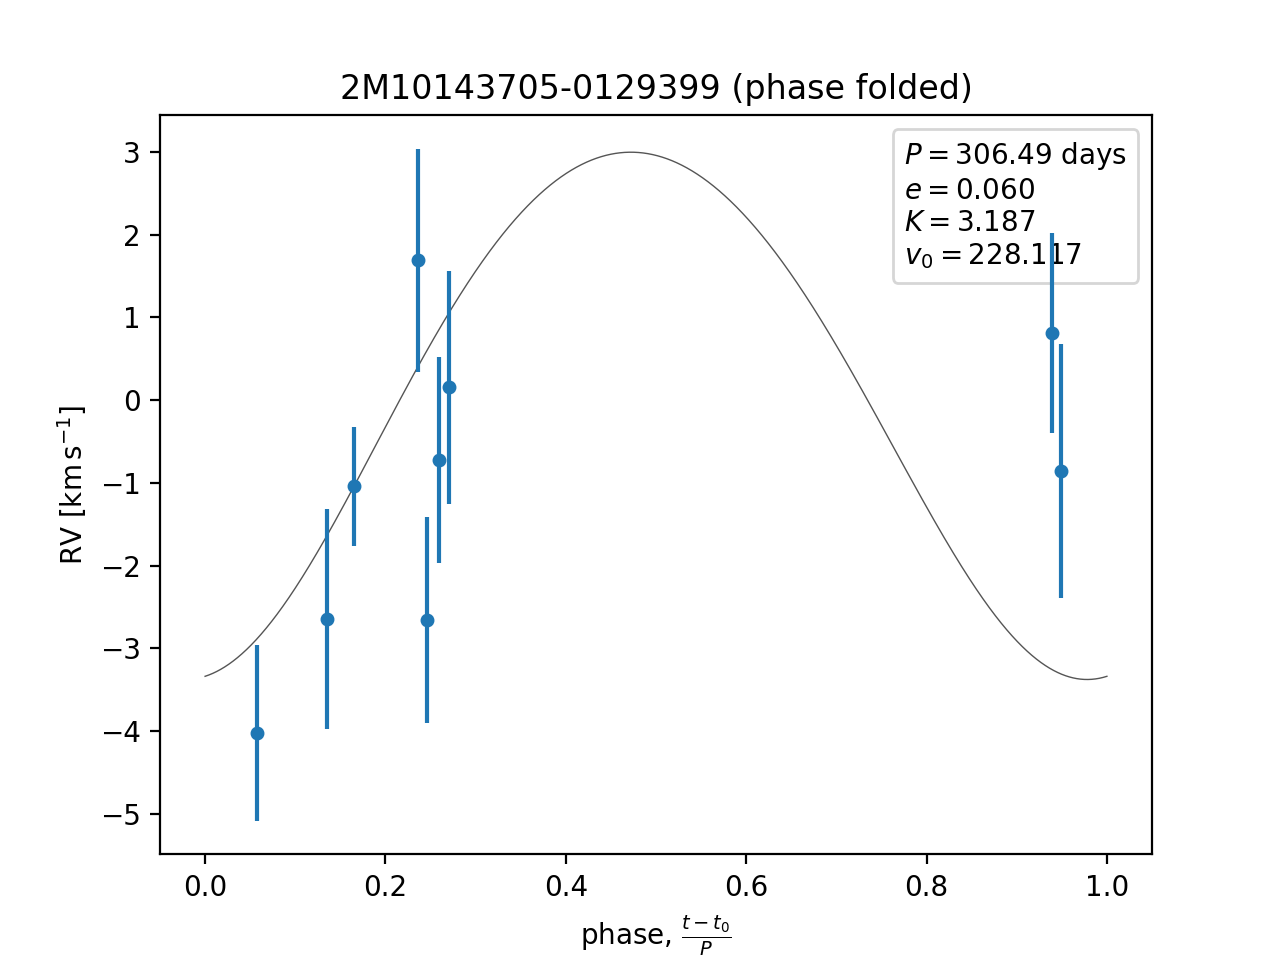 2M10143705-0129399 (phase folded)
P = 306.49 days
e = 0.060
K = 3.187
v₀ = 228.117
RV [km s⁻¹]
3
2
1
0
−1
−2
−3
−4
−5
0.0 0.2 0.4 0.6 0.8 1.0
phase, (t − t₀)/P